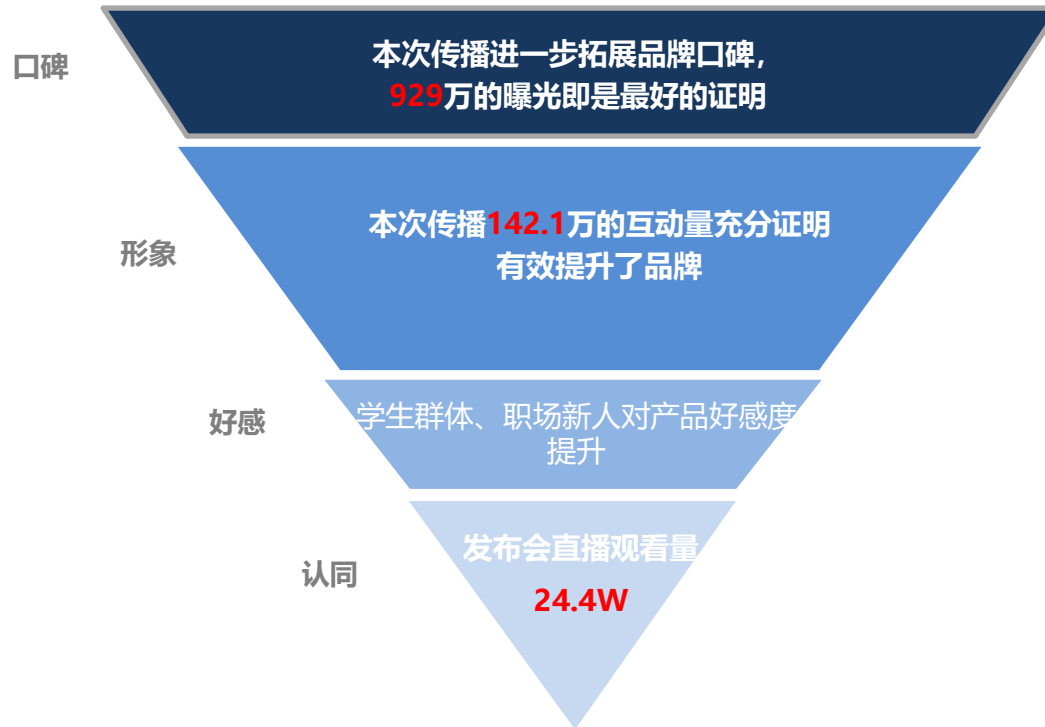 口碑
本次传播进一步拓展品牌口碑，
929万的曝光即是最好的证明
形象
本次传播142.1万的互动量充分证明
有效提升了品牌
好感
学生群体、职场新人对产品好感度
提升
认同
发布会直播观看量
24.4W